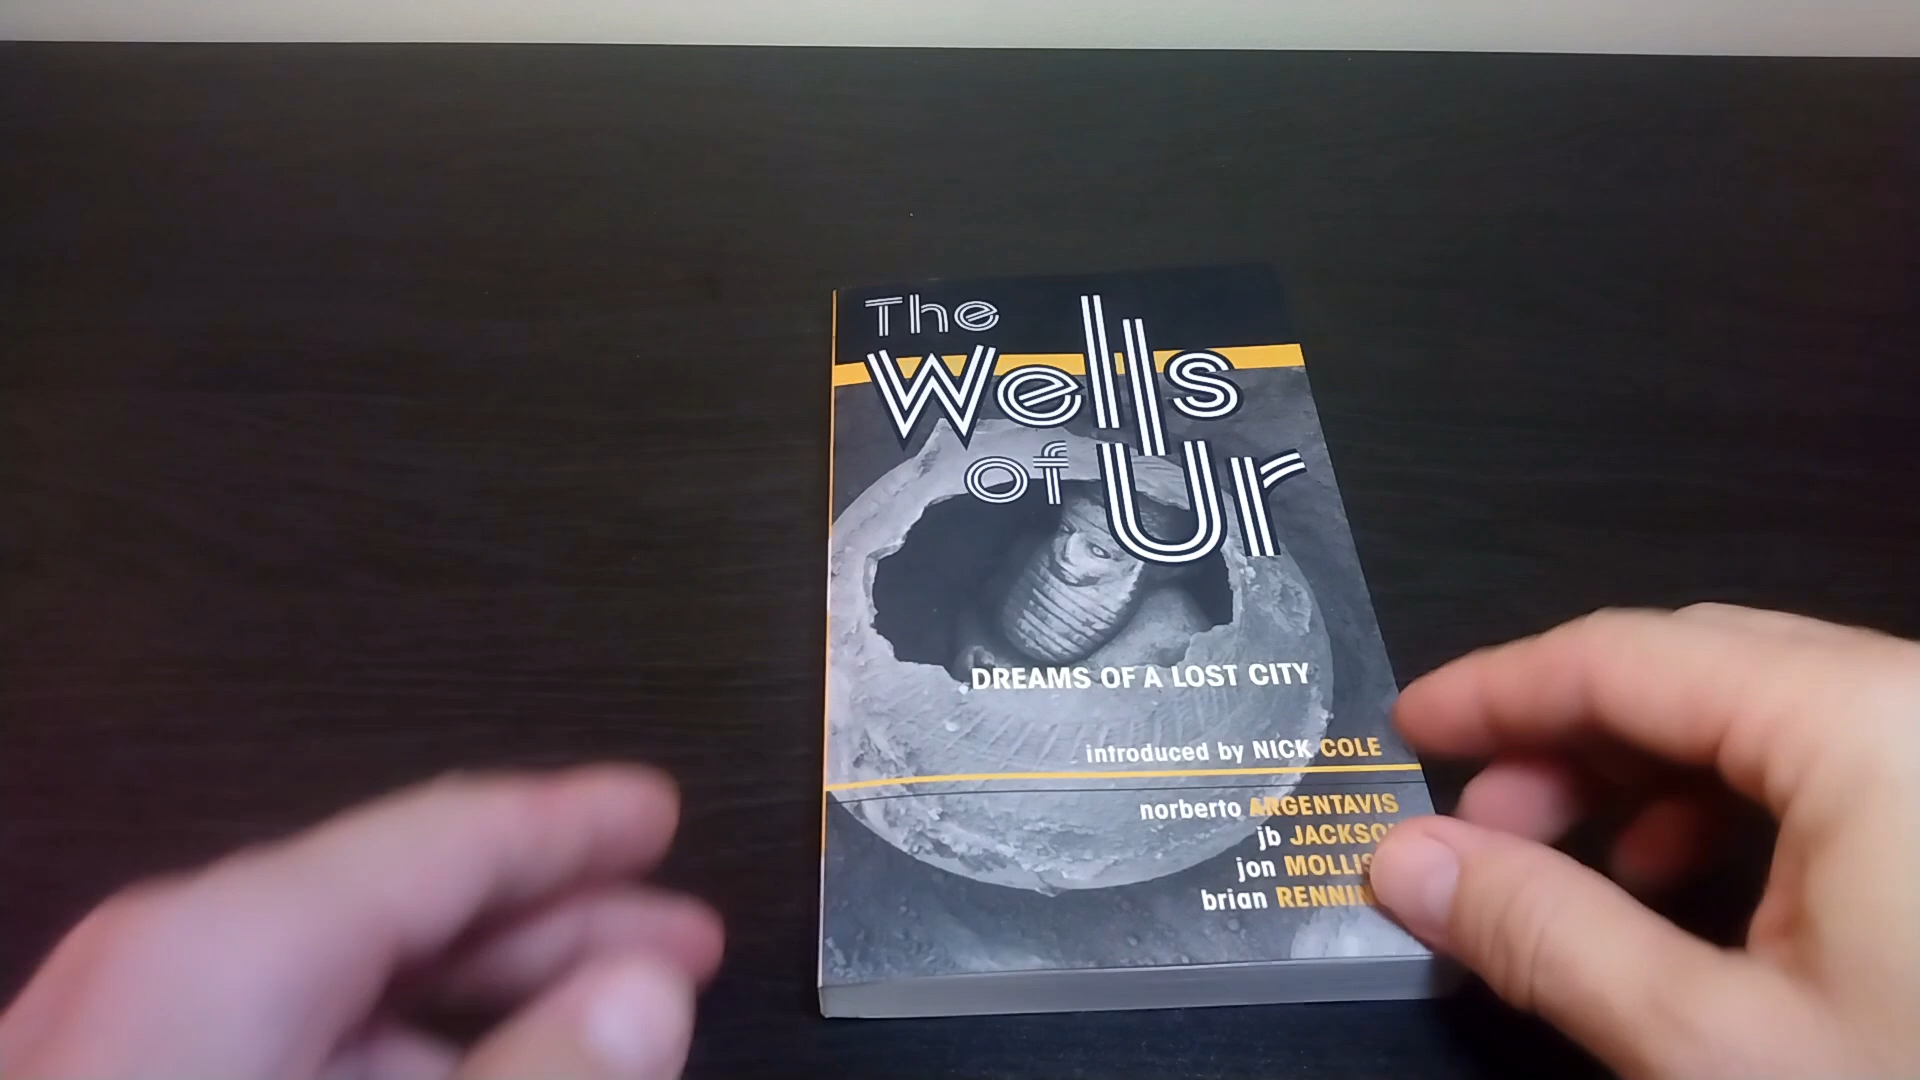 The
Wells
of Ur
DREAMS OF A LOST CITY
introduced by NICK COLE
norberto ARGENTAVIS
jb
jon
brian